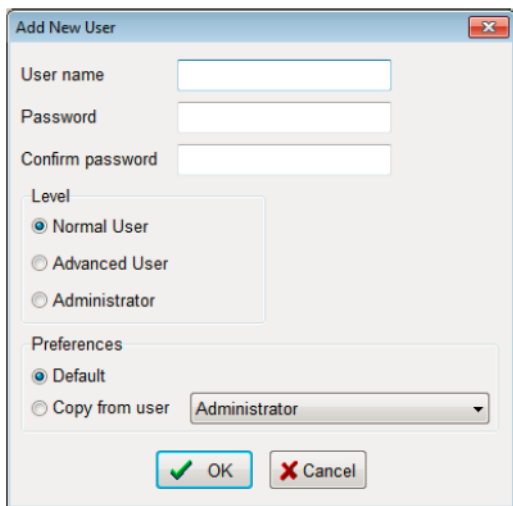 Add New User
User name
Password
Confirm password
Level
Normal User
Advanced User
Administrator
Preferences
Default
Copy from user Administrator
OK Cancel